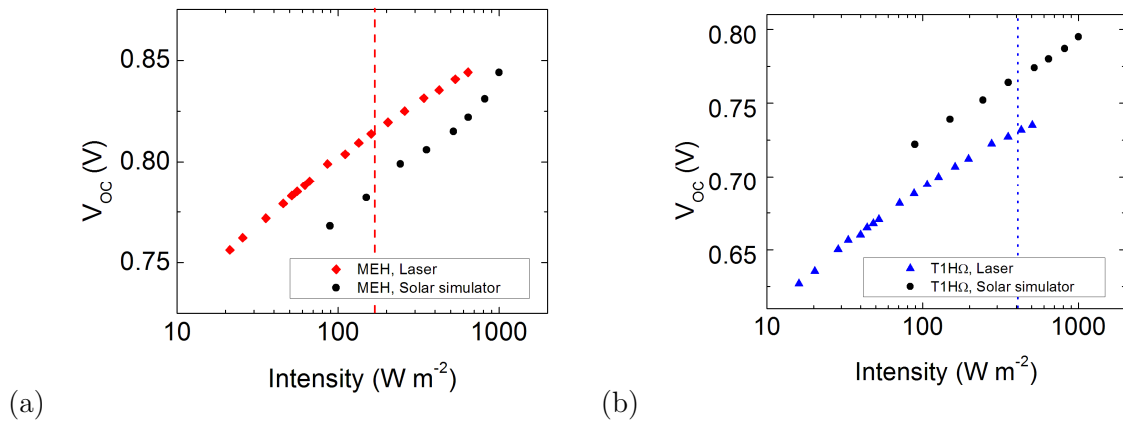 0.85
0.80
0.75
V_OC (V)
MEH, Laser
MEH, Solar simulator
10 100 1000
Intensity (W m⁻²)
(a)
0.80
0.75
0.70
0.65
V_OC (V)
T1HΩ, Laser
T1HΩ, Solar simulator
10 100 1000
Intensity (W m⁻²)
(b)